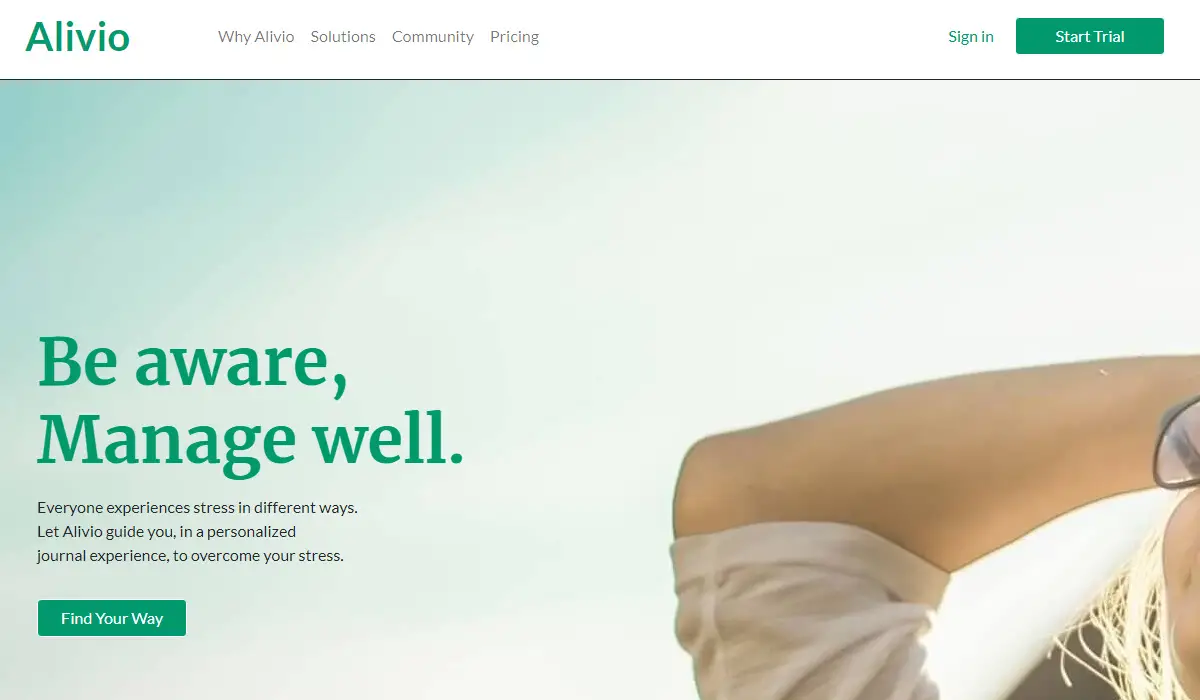 Alivio
Why Alivio
Solutions
Community
Pricing
Sign in
Start Trial
Be aware,
Manage well.
Everyone experiences stress in different ways.
Let Alivio guide you, in a personalized
journal experience, to overcome your stress.
Find Your Way